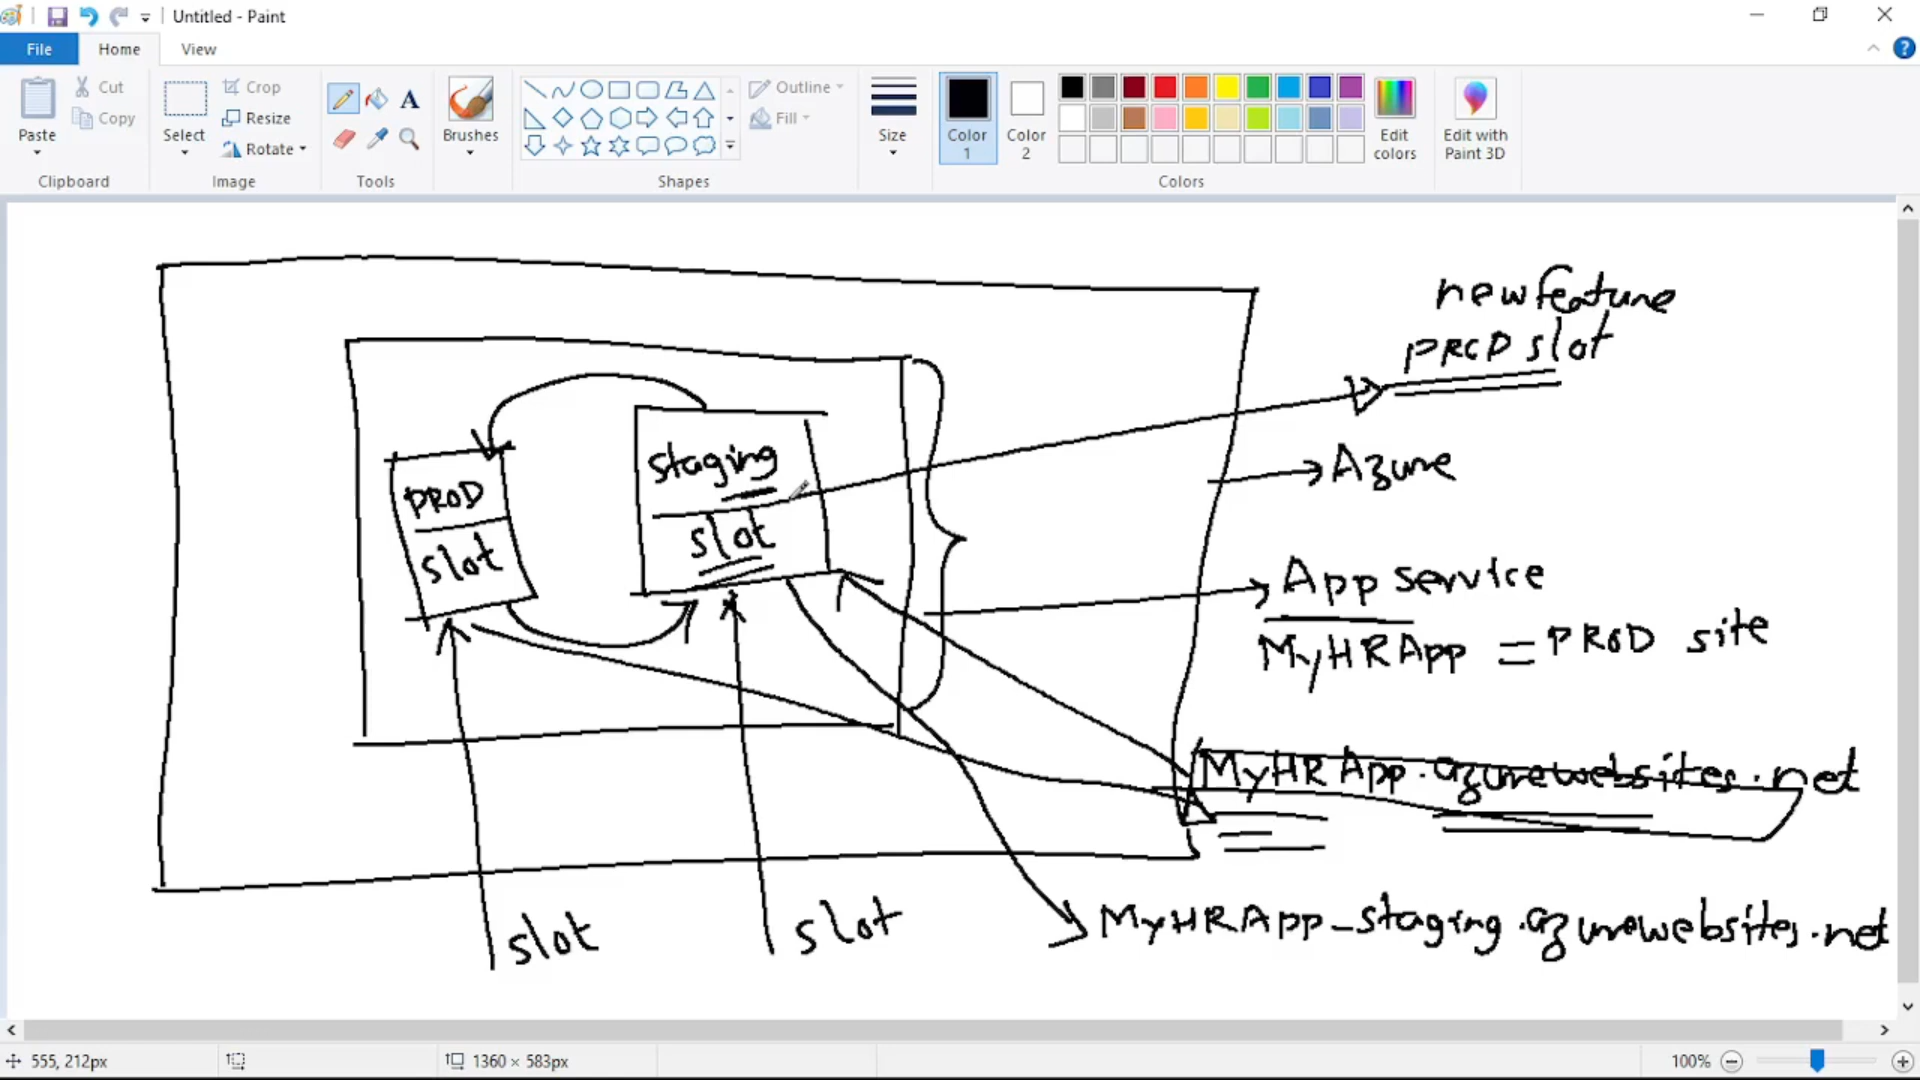 Untitled - Paint
File Home View
Paste
Cut
Copy
Clipboard
Select
Crop
Resize
Rotate
Image
Tools
Brushes
Shapes
Outline
Fill
Size
Color 1
Color 2
Colors
Edit colors
Edit with Paint 3D
new feature
PROD slot
staging
slot
PROD
slot
Azure
App service
MyHRApp = PROD site
MyHRApp.azurewebsites.net
MyHRApp-staging.azurewebsites.net
slot
slot
555, 212px
1360 × 583px
100%